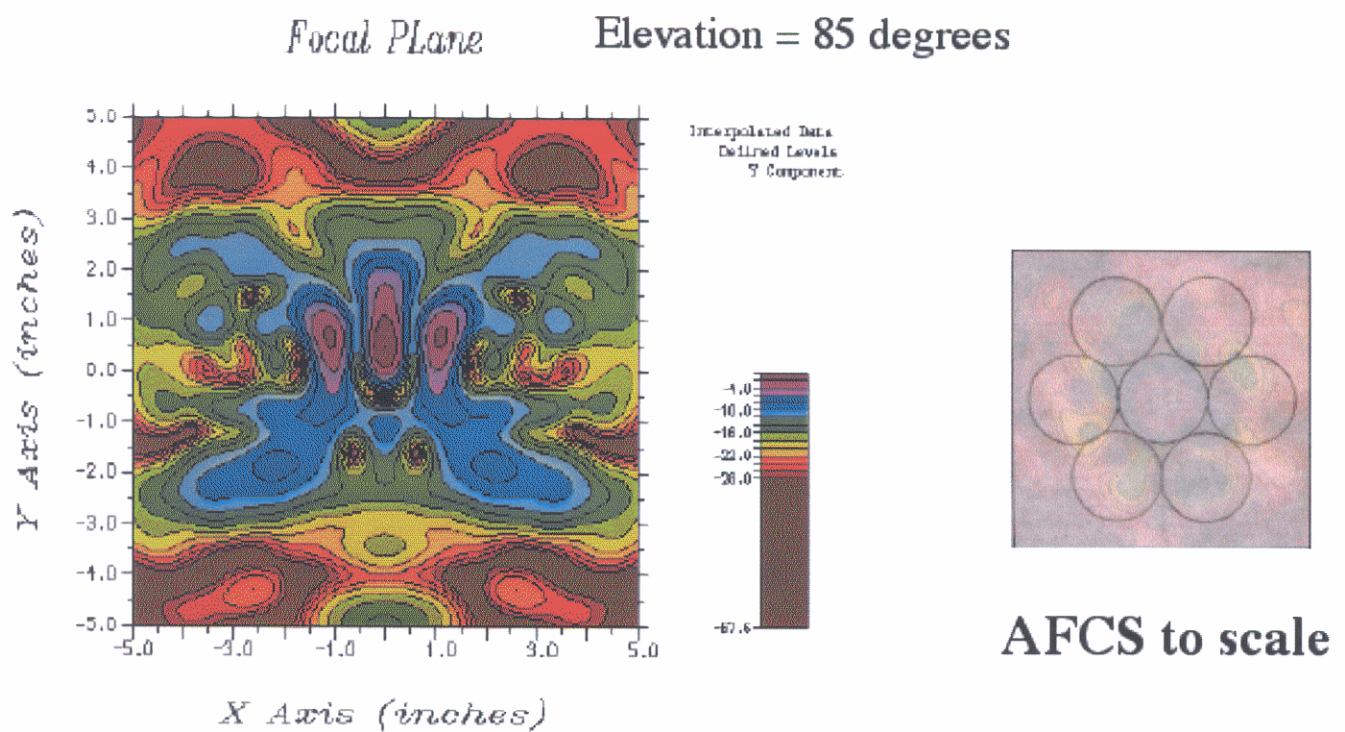 Focal PLane
Elevation = 85 degrees
5.0
4.0
3.0
2.0
1.0
0.0
-1.0
-2.0
-3.0
-4.0
-5.0
-5.0 -3.0 -1.0 1.0 3.0 5.0
Y Axis (inches)
X Axis (inches)
Interpolated Data
Defined Levels
Y Component
-4.0
-10.0
-16.0
-22.0
-28.0
-67.6
AFCS to scale